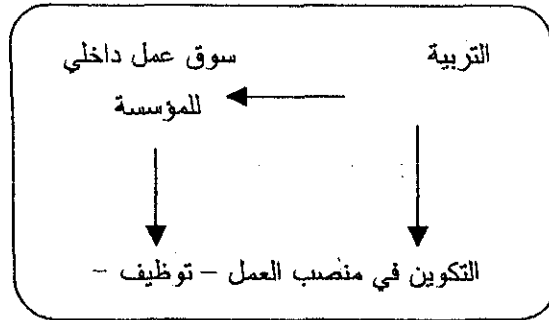 التربية
سوق عمل داخلي
للمؤسسة
التكوين في منصب العمل – توظيف –